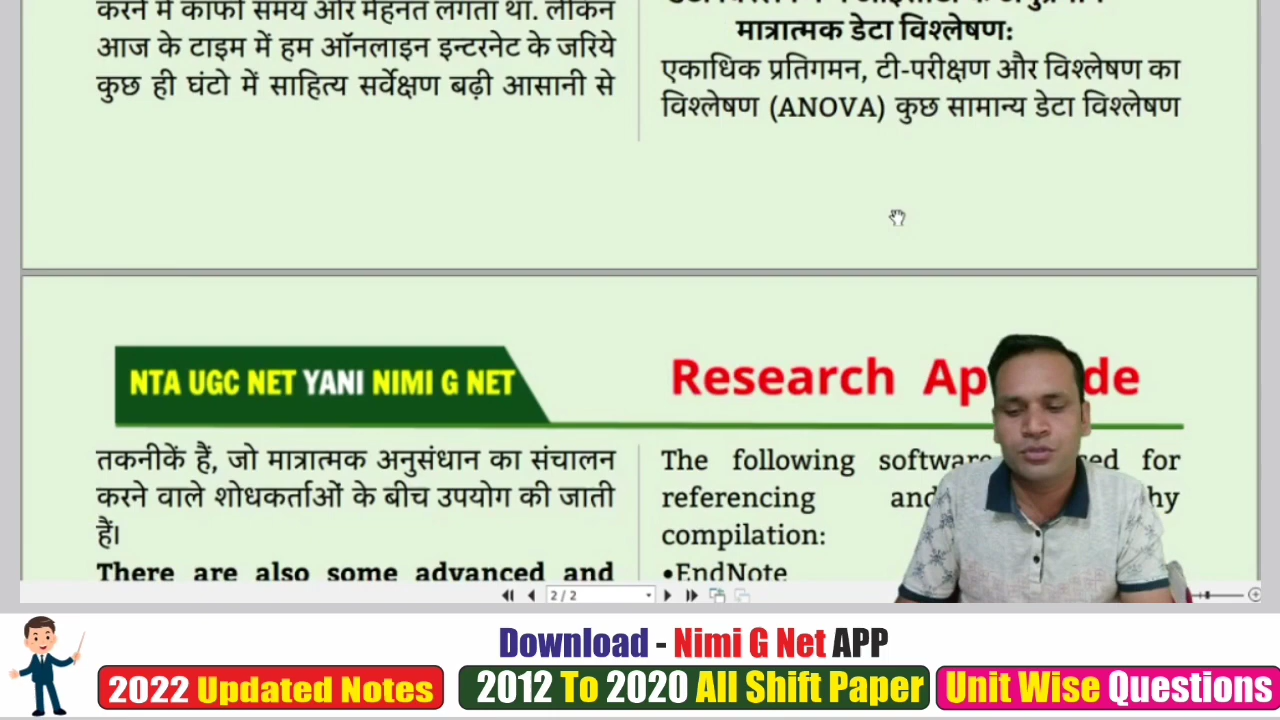 करने में काफी समय और मेहनत लगता था. लेकिन
आज के टाइम में हम ऑनलाइन इन्टरनेट के जरिये
कुछ ही घंटो में साहित्य सर्वेक्षण बढ़ी आसानी से
मात्रात्मक डेटा विश्लेषण:
एकाधिक प्रतिगमन, टी-परीक्षण और विश्लेषण का
विश्लेषण (ANOVA) कुछ सामान्य डेटा विश्लेषण
NTA UGC NET YANI NIMI G NET
Research
तकनीकें हैं, जो मात्रात्मक अनुसंधान का संचालन
करने वाले शोधकर्ताओं के बीच उपयोग की जाती
हैं।
There are also some advanced and
The following software for
referencing and
compilation:
•EndNote
2 / 2
Download - Nimi G Net APP
2022 Updated Notes
2012 To 2020 All Shift Paper
Unit Wise Questions